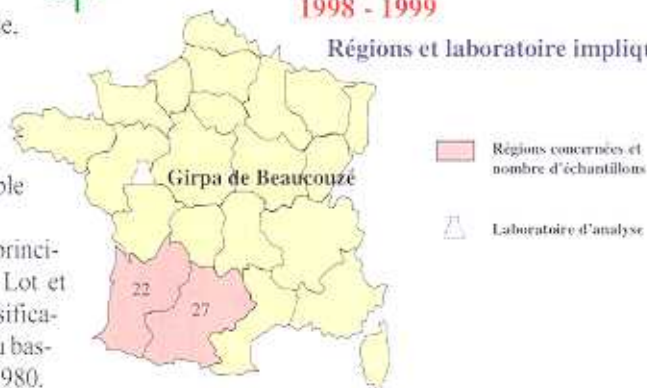 1998 - 1999
Régions et laboratoire impliqu
Régions concernées et
nombre d'échantillons
Laboratoire d'analyse
Girpa de Beaucouzé
22
27
e.
ble
princi-
Lot et
sifica-
u bas-
980.